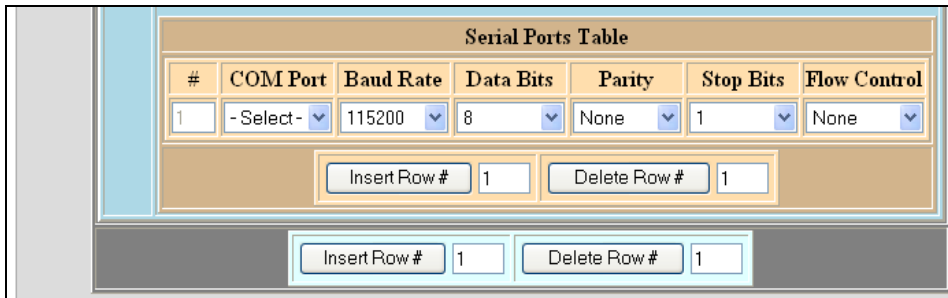 Serial Ports Table
# COM Port Baud Rate Data Bits Parity Stop Bits Flow Control
1 - Select - 115200 8 None 1 None
Insert Row # 1 Delete Row # 1
Insert Row # 1 Delete Row # 1